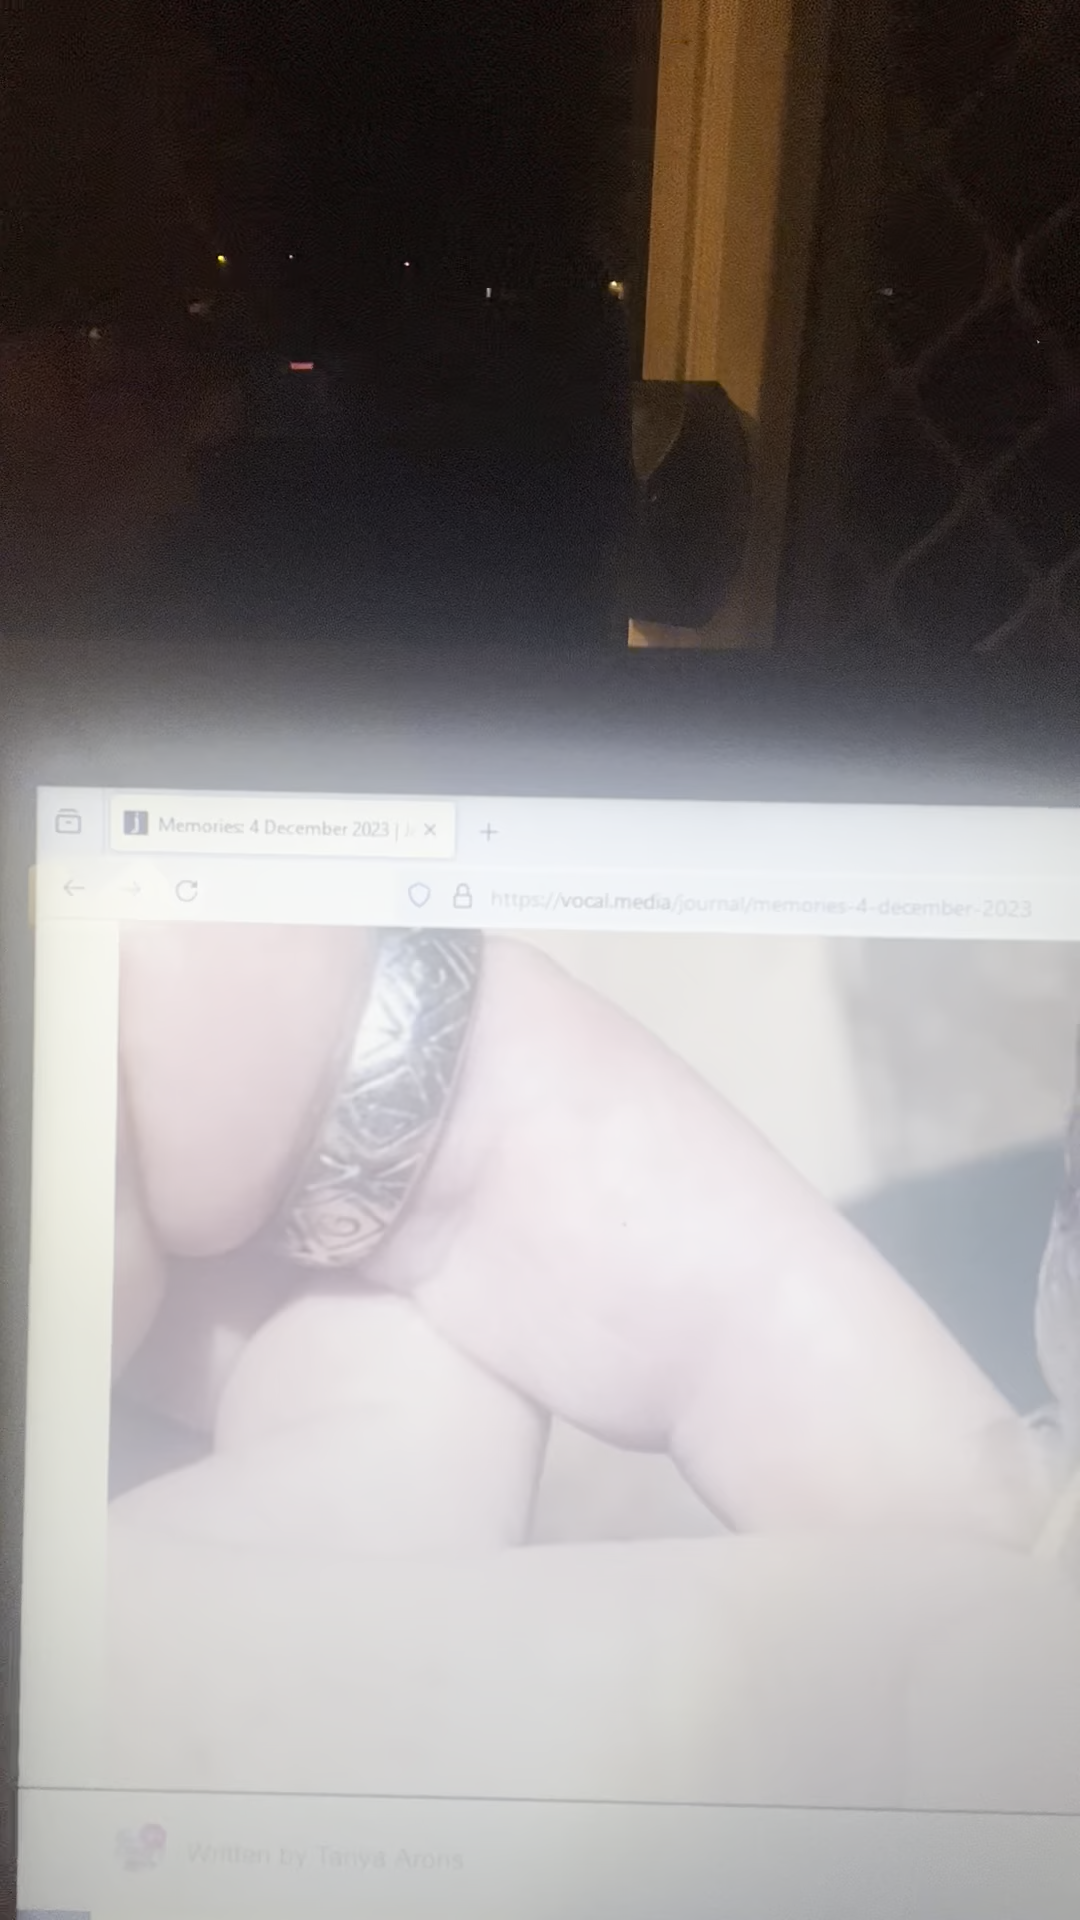 Memories: 4 December 2023 |
https://vocal.media/journal/memories-4-december-2023
Written by Tanya Arons